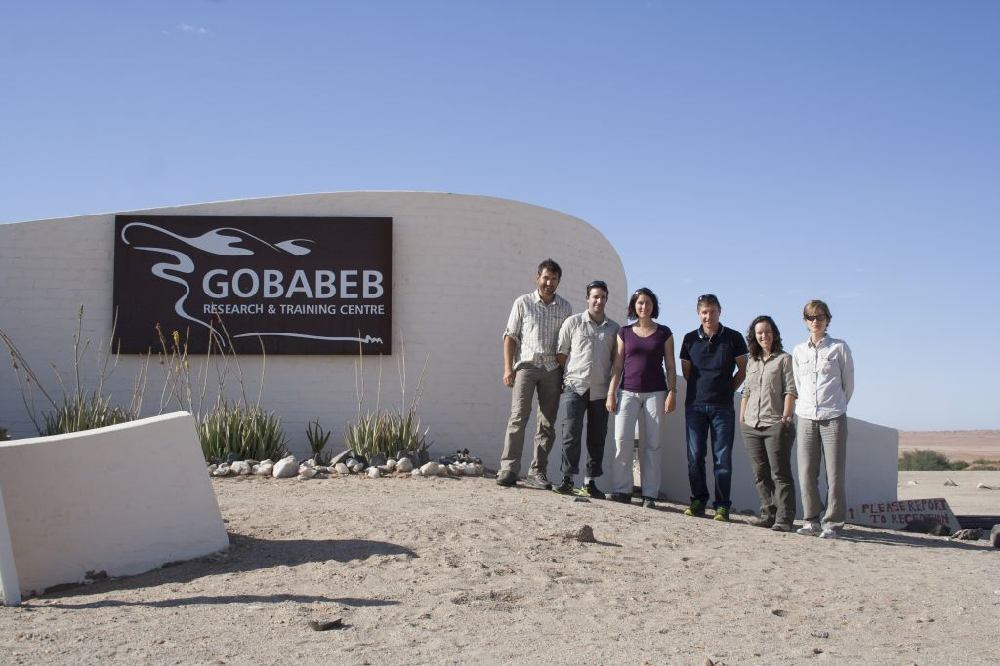 GOBABEB
RESEARCH & TRAINING CENTRE
PLEASE REPORT
TO RECEPTION